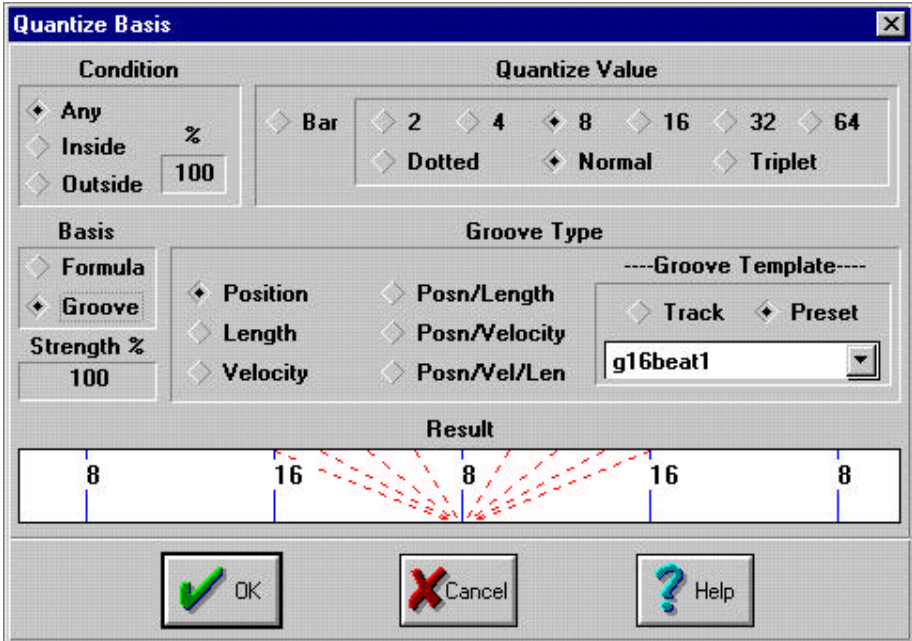 Quantize Basis
Condition
Any
Inside
Outside
%
100
Quantize Value
Bar
2 4 8 16 32 64
Dotted Normal Triplet
Basis
Formula
Groove
Strength %
100
Groove Type
Position
Length
Velocity
Posn/Length
Posn/Velocity
Posn/Vel/Len
----Groove Template----
Track Preset
g16beat1
Result
8 16 8 16 8
OK
Cancel
? Help